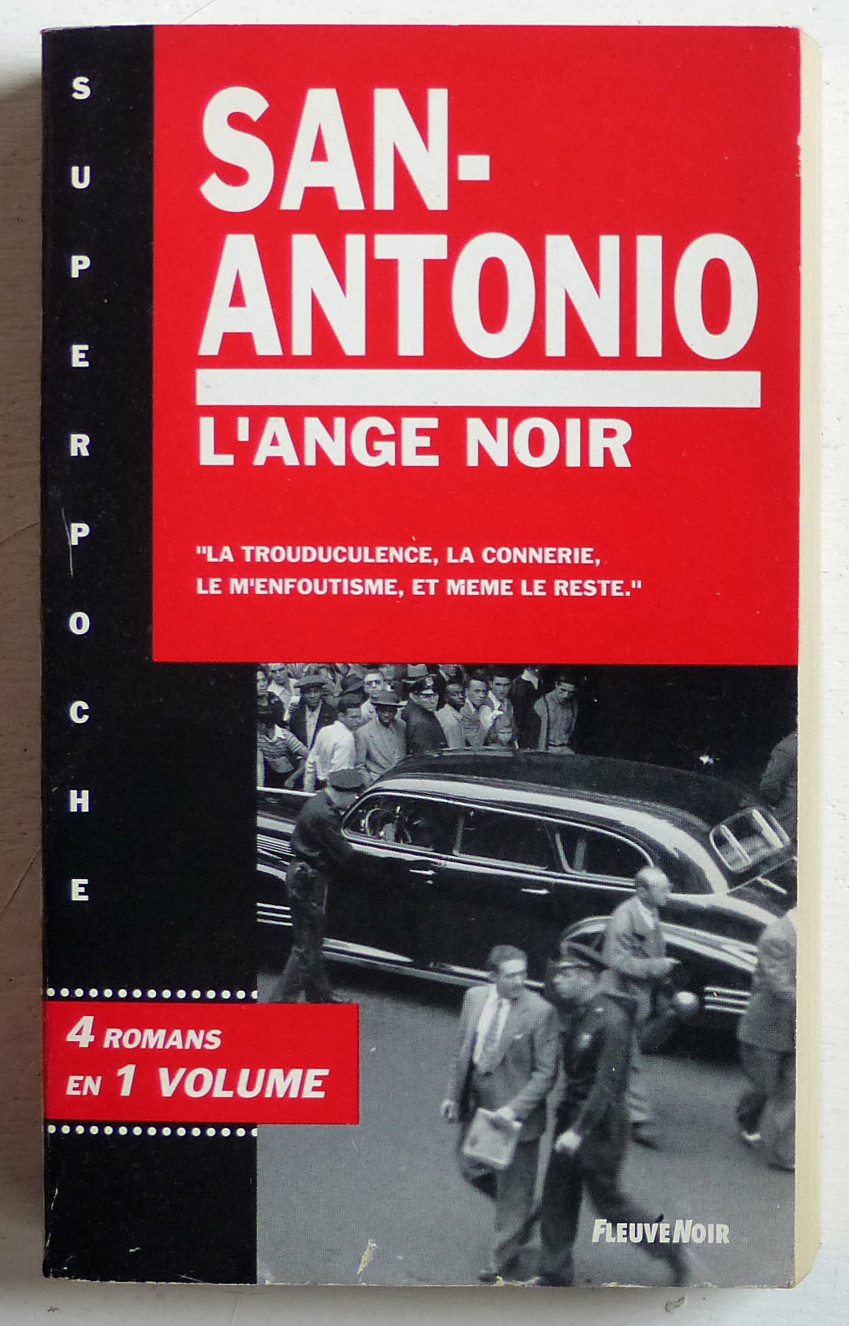 SUPERPOCHE
SAN-
ANTONIO
L'ANGE NOIR
"LA TROUDUCULENCE, LA CONNERIE,
LE M'ENFOUTISME, ET MEME LE RESTE."
4 ROMANS
EN 1 VOLUME
FLEUVE NOIR